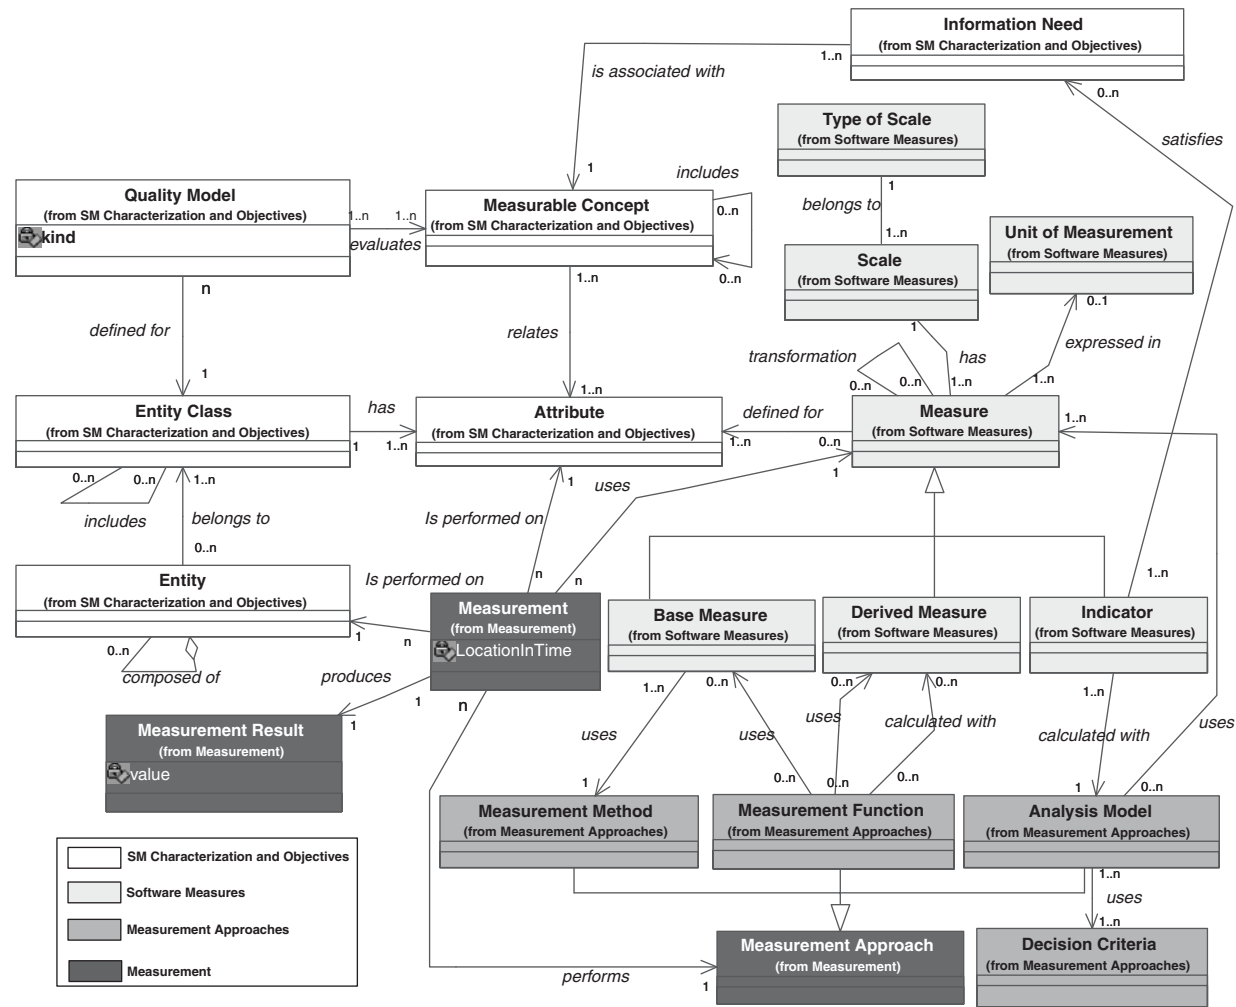 Information Need
(from SM Characterization and Objectives)
1..n
is associated with
0..n
Type of Scale
(from Software Measures)
satisfies
1
includes
1
Quality Model
(from SM Characterization and Objectives)
kind
1..n
1..n
evaluates
Measurable Concept
(from SM Characterization and Objectives)
0..n
0..n
belongs to
1..n
Unit of Measurement
(from Software Measures)
Scale
(from Software Measures)
n
1..n
0..1
defined for
relates
1
transformation
has
expressed in
1
0..n
0..n
1..n
1..n
1..n
Entity Class
(from SM Characterization and Objectives)
has
1
1..n
Attribute
(from SM Characterization and Objectives)
defined for
1..n
0..n
Measure
(from Software Measures)
1..n
0..n
0..n
1..n
1
uses
1
includes
belongs to
Is performed on
0..n
Is performed on
n
n
1..n
Entity
(from SM Characterization and Objectives)
Measurement
(from Measurement)
LocationInTime
Base Measure
(from Software Measures)
Derived Measure
(from Software Measures)
Indicator
(from Software Measures)
1
n
0..n
composed of
produces
1
n
1..n
0..n
0..n
0..n
1..n
1
Measurement Result
(from Measurement)
value
uses
uses
uses
calculated with
calculated with
uses
1
0..n
0..n
0..n
1
0..n
Measurement Method
(from Measurement Approaches)
Measurement Function
(from Measurement Approaches)
Analysis Model
(from Measurement Approaches)
SM Characterization and Objectives
Software Measures
Measurement Approaches
Measurement
1..n
uses
1..n
Measurement Approach
(from Measurement)
performs
1
Decision Criteria
(from Measurement Approaches)